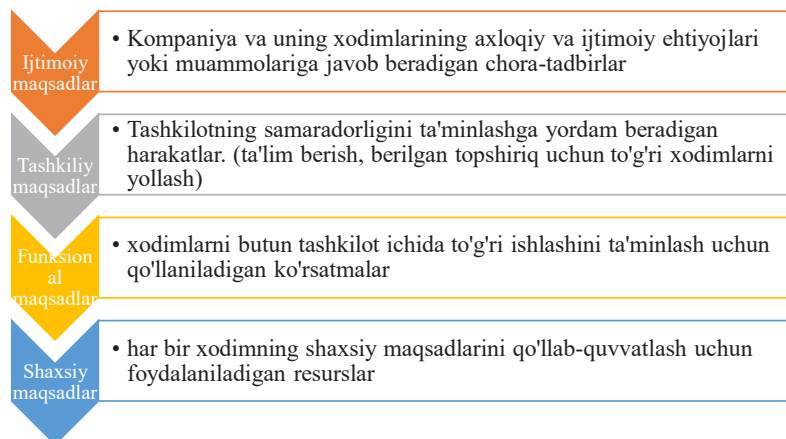 Ijtimoiy
maqsadlar
• Kompaniya va uning xodimlarining axloqiy va ijtimoiy ehtiyojlari
yoki muammolariga javob beradigan chora-tadbirlar
Tashkiliy
maqsadlar
• Tashkilotning samaradorligini ta'minlashga yordam beradigan
harakatlar. (ta'lim berish, berilgan topshiriq uchun to'g'ri xodimlarni
yollash)
Funksion
al
maqsadlar
• xodimlarni butun tashkilot ichida to'g'ri ishlashini ta'minlash uchun
qo'llaniladigan ko'rsatmalar
Shaxsiy
maqsadlar
• har bir xodimning shaxsiy maqsadlarini qo'llab-quvvatlash uchun
foydalaniladigan resurslar